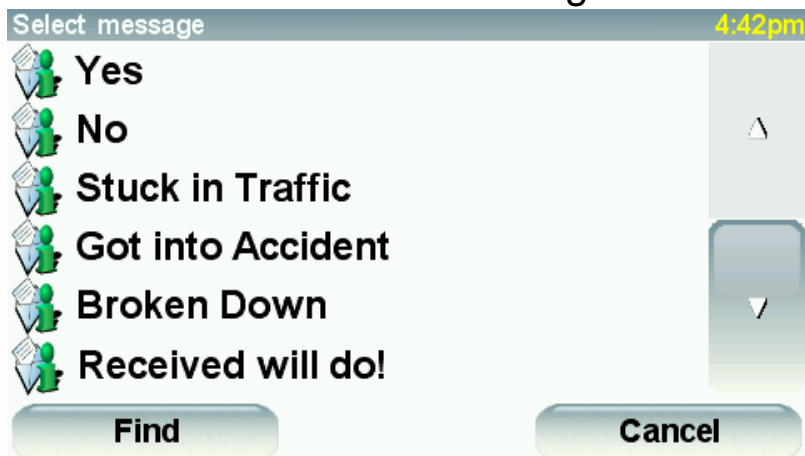 Select message 4:42pm
Yes
No
Stuck in Traffic
Got into Accident
Broken Down
Received will do!
Find Cancel